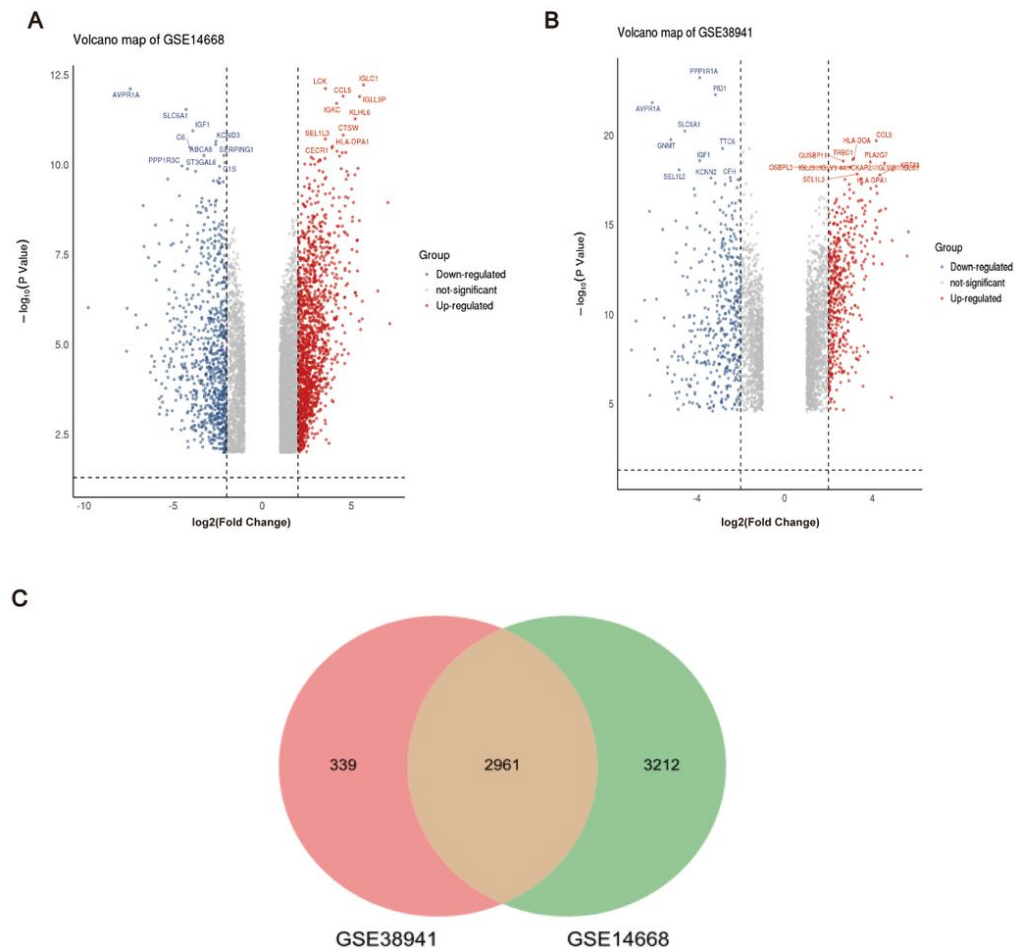 A
Volcano map of GSE14668
12.5
10.0
7.5
5.0
2.5
−log10(P Value)
AVPR1A
SLC6A1
IGF1
C6
KCND3
ABCA8
SERPING1
PPP1R3C
ST3GAL6
C1S
LCK
IGLC1
CCL5
IGLL3P
IGKC
KLHL6
CTSW
SEL1L3
HLA-DPA1
CECR1
-10
-5
0
5
log2(Fold Change)
Group
Down-regulated
not-significant
Up-regulated
B
Volcano map of GSE38941
20
15
10
5
−log10(P Value)
PPP1R1A
PID1
AVPR1A
SLC6A1
GNMT
TTC6
IGF1
SEL1L2
KCNN2
CFH
CCL5
HLA-DOA
TRBC1
GUSBP11
PLA2G7
OSBPL3
SEL1L3
HLA-DPA1
-4
0
4
log2(Fold Change)
Group
Down-regulated
not-significant
Up-regulated
C
339
2961
3212
GSE38941
GSE14668